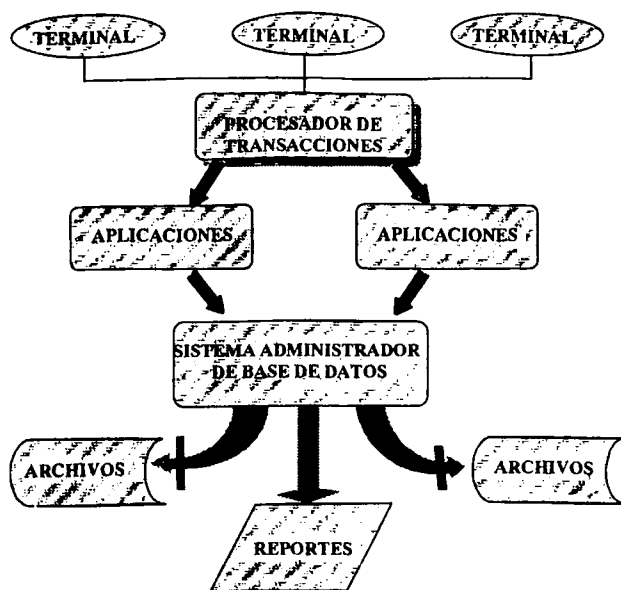 TERMINAL
TERMINAL
TERMINAL
PROCESADOR DE
TRANSACCIONES
APLICACIONES
APLICACIONES
SISTEMA ADMINISTRADOR
DE BASE DE DATOS
ARCHIVOS
ARCHIVOS
REPORTES